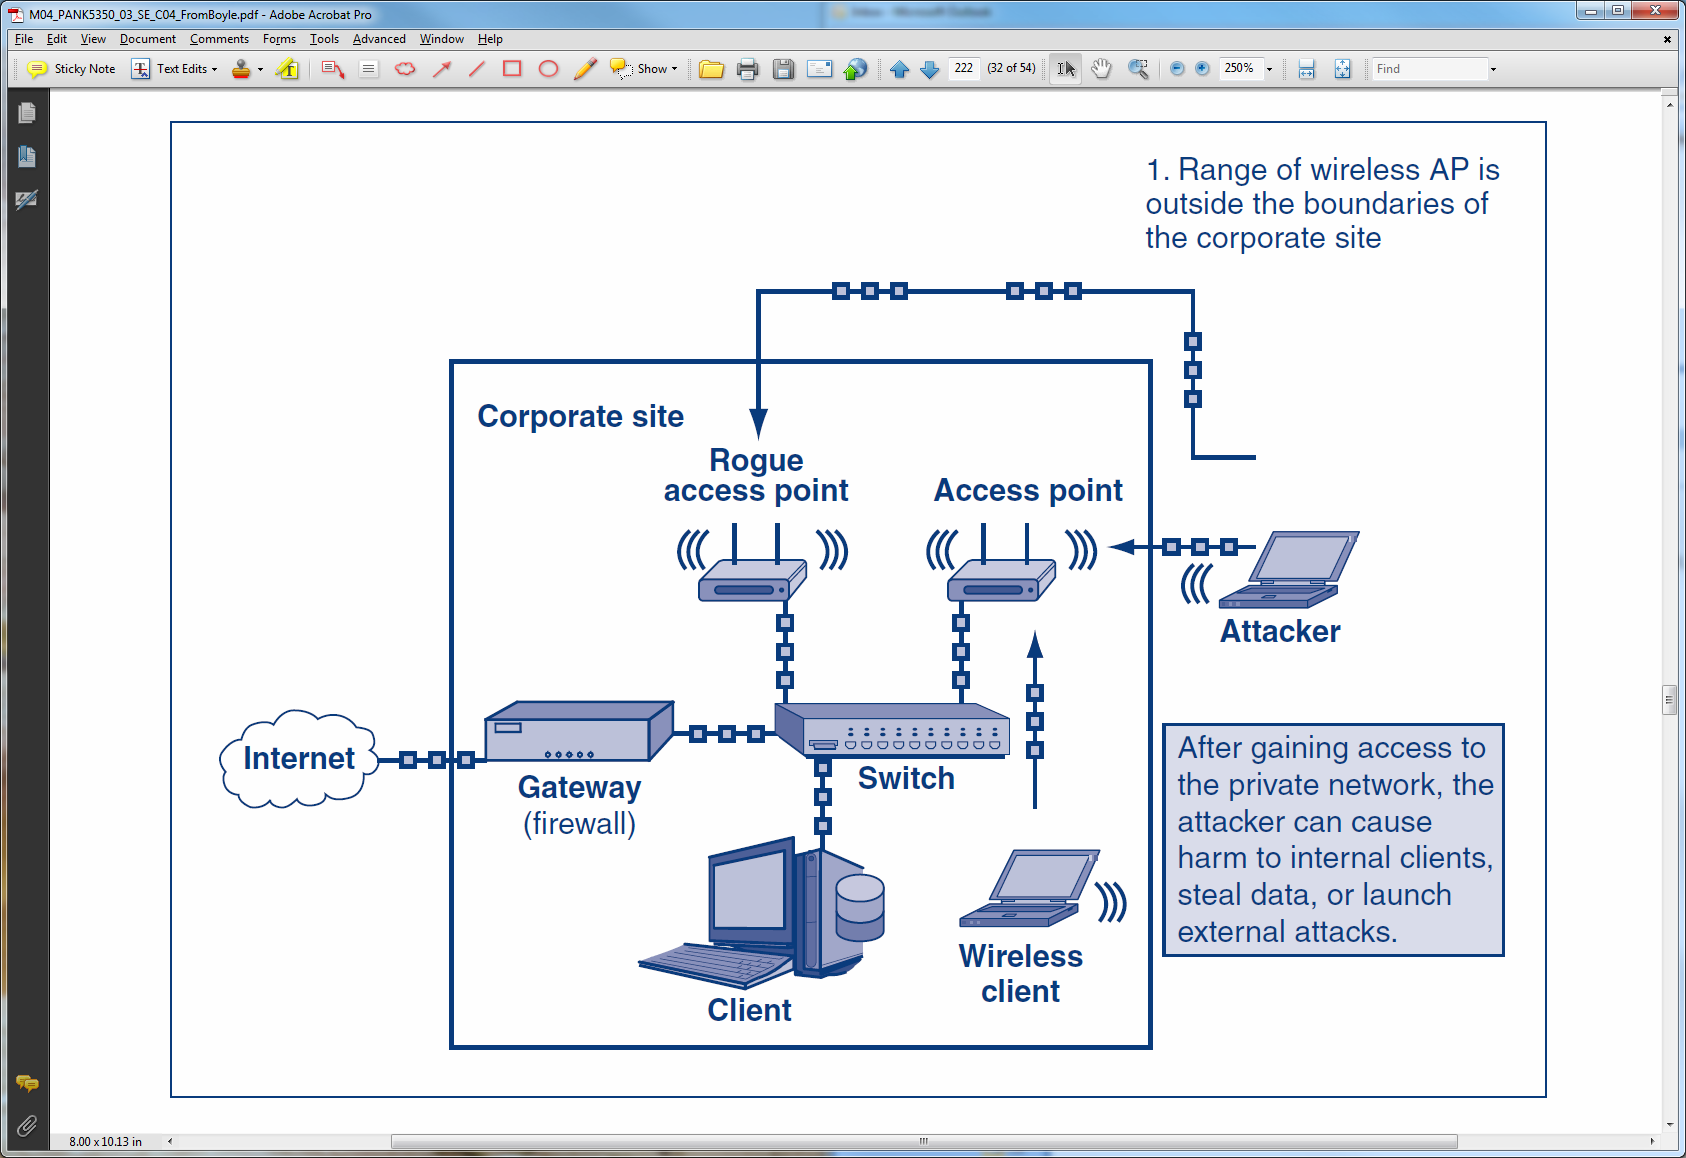 M04_PANK5350_03_SE_C04_FromBoyle.pdf - Adobe Acrobat Pro
Inbox - Microsoft Outlook
File Edit View Document Comments Forms Tools Advanced Window Help
Sticky Note Text Edits Show 222 (32 of 54) 250% Find
1. Range of wireless AP is
outside the boundaries of
the corporate site
Corporate site
Rogue
access point
Access point
Attacker
Internet
Gateway
(firewall)
Switch
After gaining access to
the private network, the
attacker can cause
harm to internal clients,
steal data, or launch
external attacks.
Client
Wireless
client
8.00 x 10.13 in